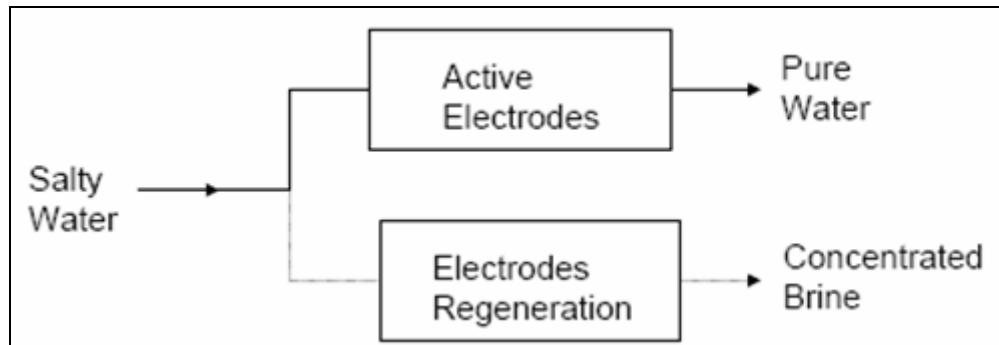 Salty
Water
Active
Electrodes
Pure
Water
Electrodes
Regeneration
Concentrated
Brine